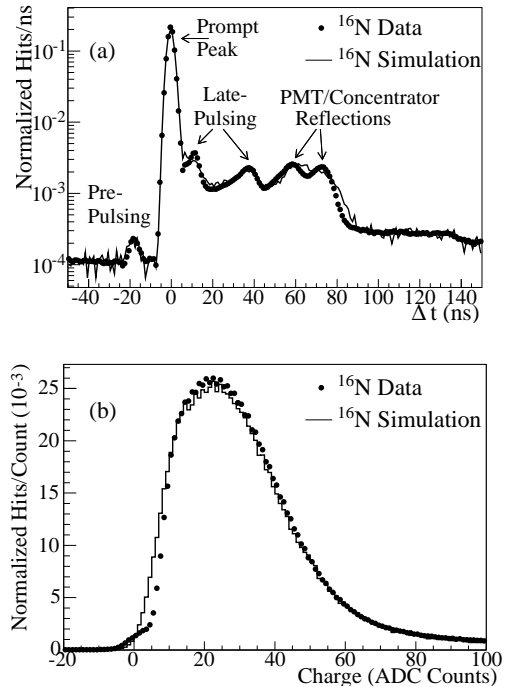 (a)
Prompt
Peak
Late-
Pulsing
PMT/Concentrator
Reflections
Pre-
Pulsing
¹⁶N Data
¹⁶N Simulation
Normalized Hits/ns
10⁻¹
10⁻²
10⁻³
10⁻⁴
-40 -20 0 20 40 60 80 100 120 140
Δt (ns)
(b)
¹⁶N Data
¹⁶N Simulation
Normalized Hits/Count (10⁻³)
25
20
15
10
5
0
-20 0 20 40 60 80 100
Charge (ADC Counts)